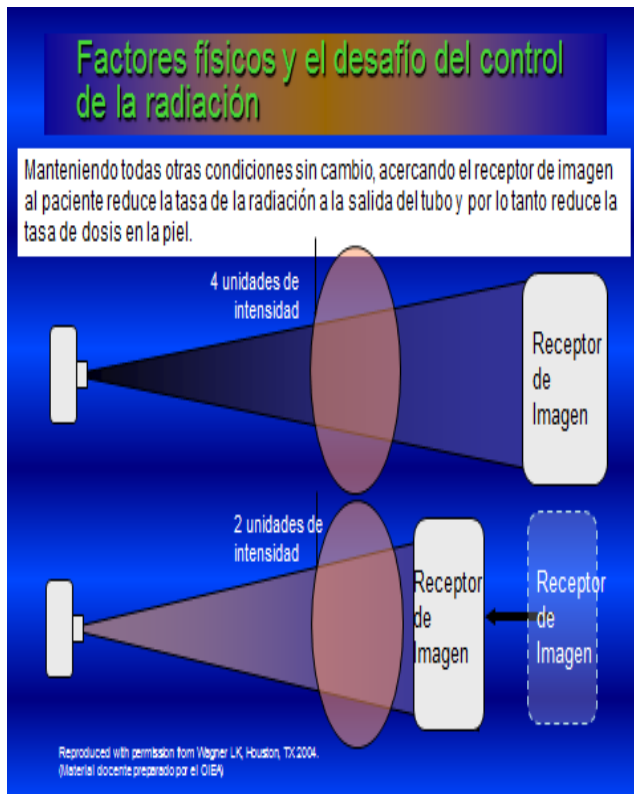 Factores físicos y el desafío del control
de la radiación
Manteniendo todas otras condiciones sin cambio, acercando el receptor de imagen
al paciente reduce la tasa de la radiación a la salida del tubo y por lo tanto reduce la
tasa de dosis en la piel.
4 unidades de
intensidad
Receptor
de
Imagen
2 unidades de
intensidad
Receptor
de
Imagen
Receptor
de
Imagen
Reproduced with permission from Wagner LK, Houston, TX 2004.
(Material docente preparado por el OIEA)